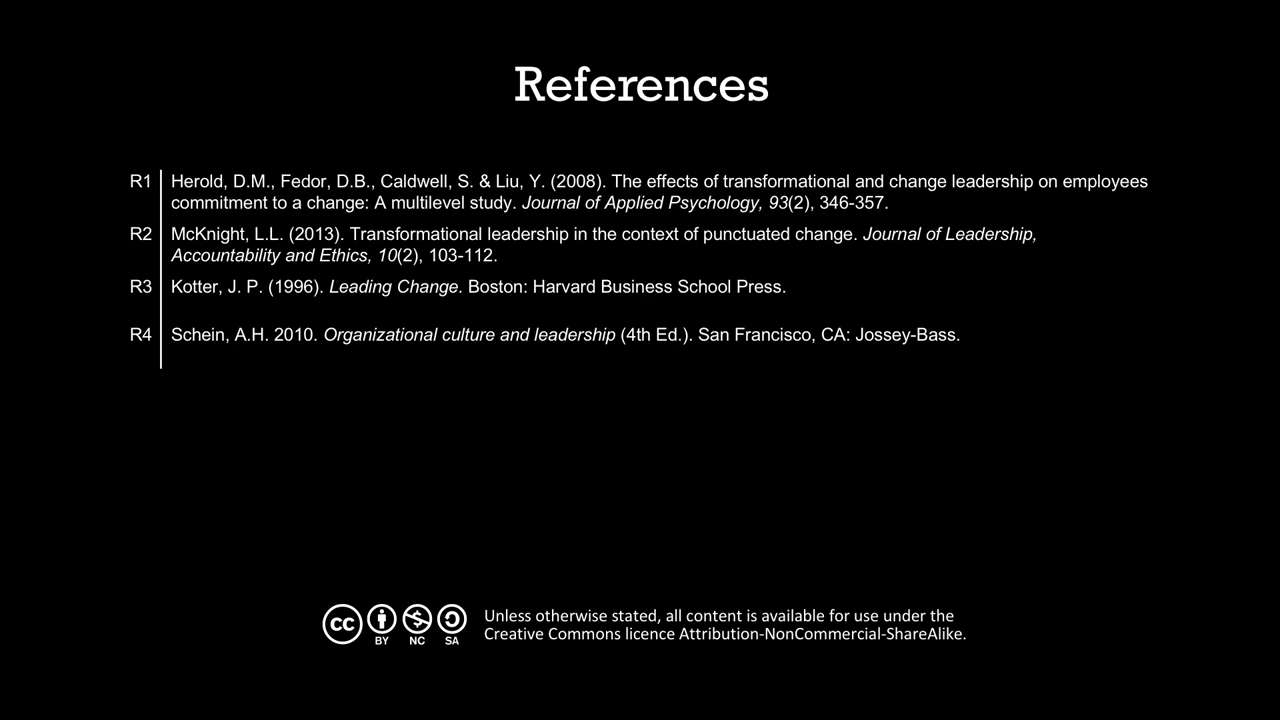 References
R1 Herold, D.M., Fedor, D.B., Caldwell, S. & Liu, Y. (2008). The effects of transformational and change leadership on employees
commitment to a change: A multilevel study. Journal of Applied Psychology, 93(2), 346-357.
R2 McKnight, L.L. (2013). Transformational leadership in the context of punctuated change. Journal of Leadership,
Accountability and Ethics, 10(2), 103-112.
R3 Kotter, J. P. (1996). Leading Change. Boston: Harvard Business School Press.
R4 Schein, A.H. 2010. Organizational culture and leadership (4th Ed.). San Francisco, CA: Jossey-Bass.
cc BY NC SA
Unless otherwise stated, all content is available for use under the
Creative Commons licence Attribution-NonCommercial-ShareAlike.